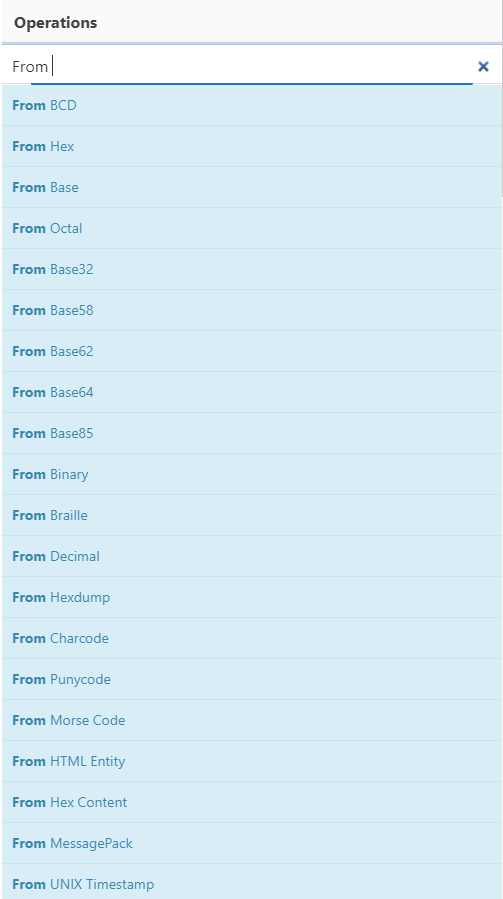 Operations
From
From BCD
From Hex
From Base
From Octal
From Base32
From Base58
From Base62
From Base64
From Base85
From Binary
From Braille
From Decimal
From Hexdump
From Charcode
From Punycode
From Morse Code
From HTML Entity
From Hex Content
From MessagePack
From UNIX Timestamp